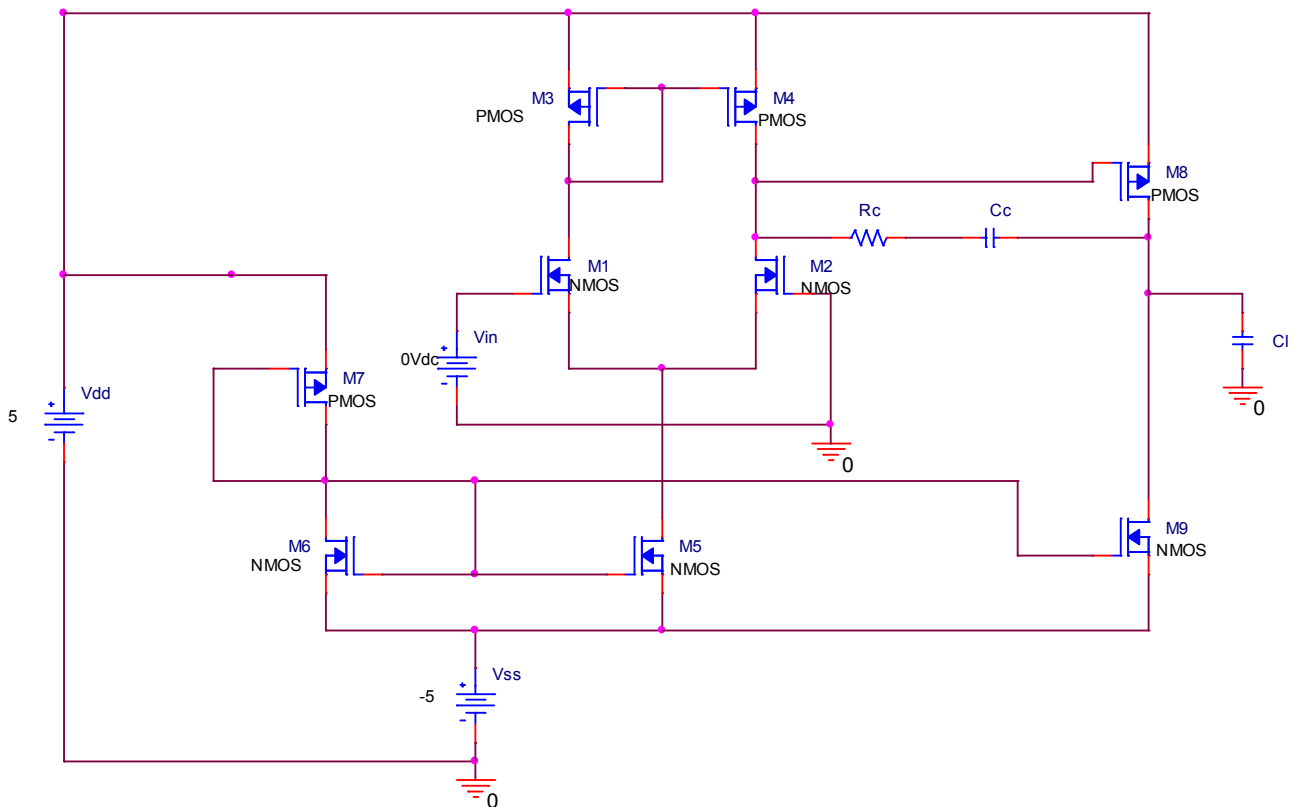 M3
PMOS
M4
PMOS
M8
PMOS
Rc
Cc
M1
NMOS
M2
NMOS
Vin
0Vdc
Cl
0
M7
PMOS
Vdd
5
0
M6
NMOS
M5
NMOS
M9
NMOS
Vss
-5
0